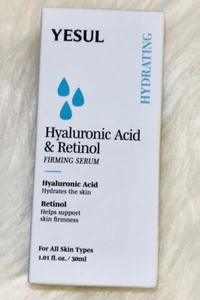 YESUL
HYDRATING
Hyaluronic Acid
& Retinol
FIRMING SERUM
Hyaluronic Acid
Hydrates the skin
Retinol
Helps support
skin firmness
For All Skin Types
1.01 fl. oz. / 30ml